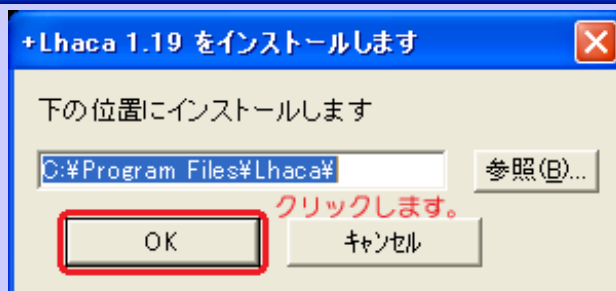 +Lhaca 1.19 をインストールします
下の位置にインストールします
C:¥Program Files¥Lhaca¥
参照(B)...
クリックします。
OK
キャンセル